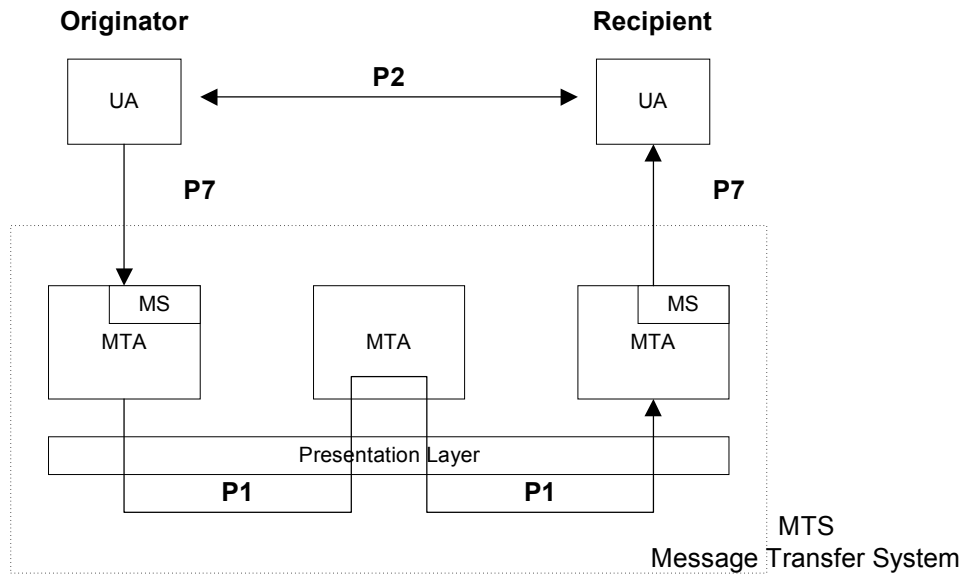 Originator
Recipient
UA
P2
UA
P7
P7
MS
MTA
MTA
MS
MTA
Presentation Layer
P1
P1
MTS
Message Transfer System